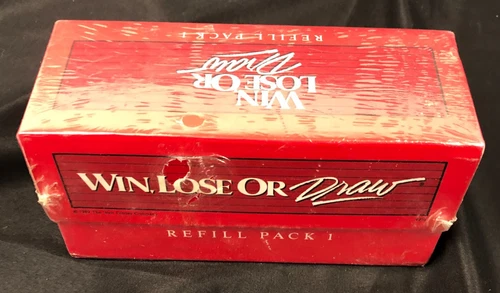 REFILL PACK 1
WIN
LOSE OR
Draw
WIN, LOSE OR Draw
REFILL PACK 1